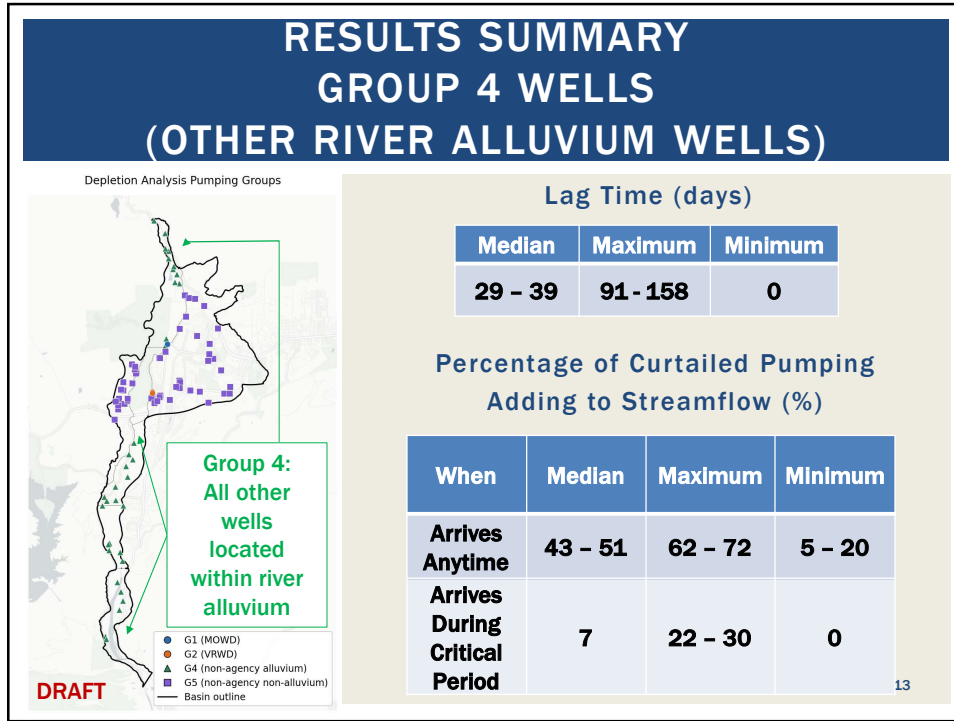 RESULTS SUMMARY
GROUP 4 WELLS
(OTHER RIVER ALLUVIUM WELLS)
Depletion Analysis Pumping Groups
Group 4:
All other
wells
located
within river
alluvium
G1 (MOWD)
G2 (VRWD)
G4 (non-agency alluvium)
G5 (non-agency non-alluvium)
Basin outline
DRAFT
Lag Time (days)
Median Maximum Minimum
29 – 39 91 - 158 0
Percentage of Curtailed Pumping
Adding to Streamflow (%)
When Median Maximum Minimum
Arrives
Anytime
43 – 51 62 – 72 5 – 20
Arrives
During
Critical
Period
7 22 – 30 0
13